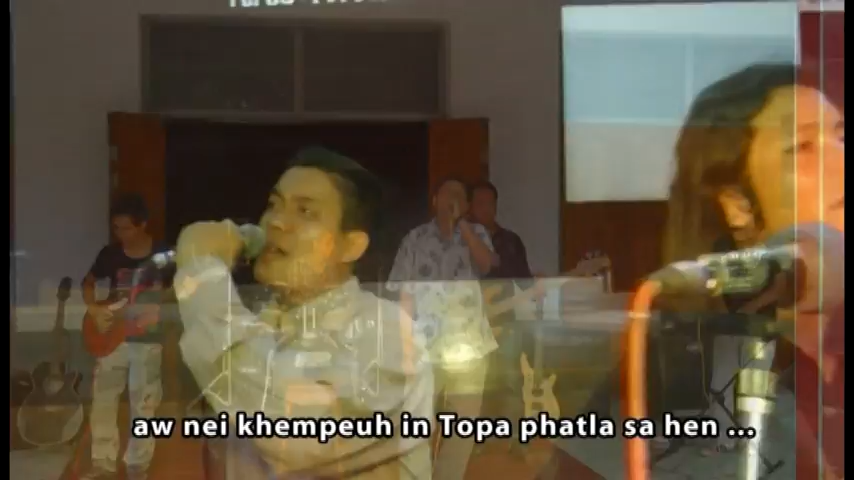 aw nei khempeuh in Topa phatla sa hen ...